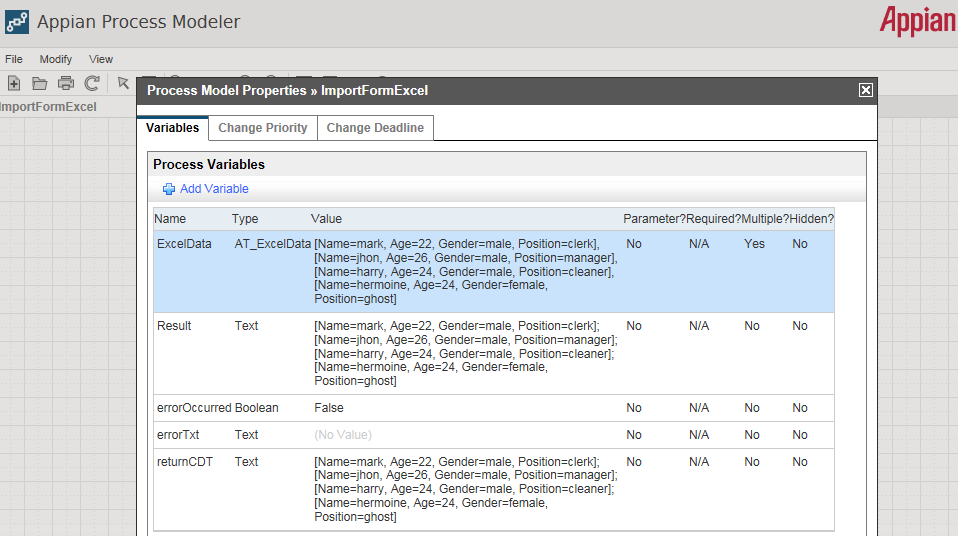 Appian Process Modeler
Appian
File Modify View
ImportFormExcel
Process Model Properties » ImportFormExcel
Variables Change Priority Change Deadline
Process Variables
Add Variable
Name Type Value Parameter? Required? Multiple? Hidden?
ExcelData AT_ExcelData [Name=mark, Age=22, Gender=male, Position=clerk], No N/A Yes No
[Name=jhon, Age=26, Gender=male, Position=manager],
[Name=harry, Age=24, Gender=male, Position=cleaner],
[Name=hermoine, Age=24, Gender=female,
Position=ghost]
Result Text [Name=mark, Age=22, Gender=male, Position=clerk]; No N/A No No
[Name=jhon, Age=26, Gender=male, Position=manager];
[Name=harry, Age=24, Gender=male, Position=cleaner];
[Name=hermoine, Age=24, Gender=female,
Position=ghost]
errorOccurred Boolean False No N/A No No
errorTxt Text (No Value) No N/A No No
returnCDT Text [Name=mark, Age=22, Gender=male, Position=clerk]; No N/A No No
[Name=jhon, Age=26, Gender=male, Position=manager];
[Name=harry, Age=24, Gender=male, Position=cleaner];
[Name=hermoine, Age=24, Gender=female,
Position=ghost]